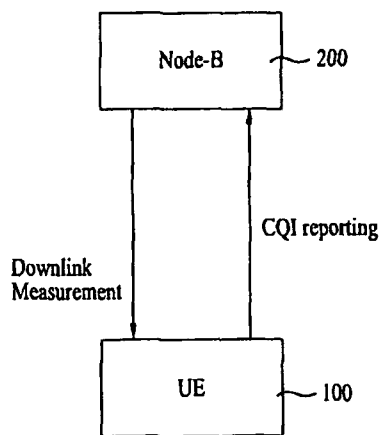 Node-B
200
CQI reporting
Downlink
Measurement
UE
100